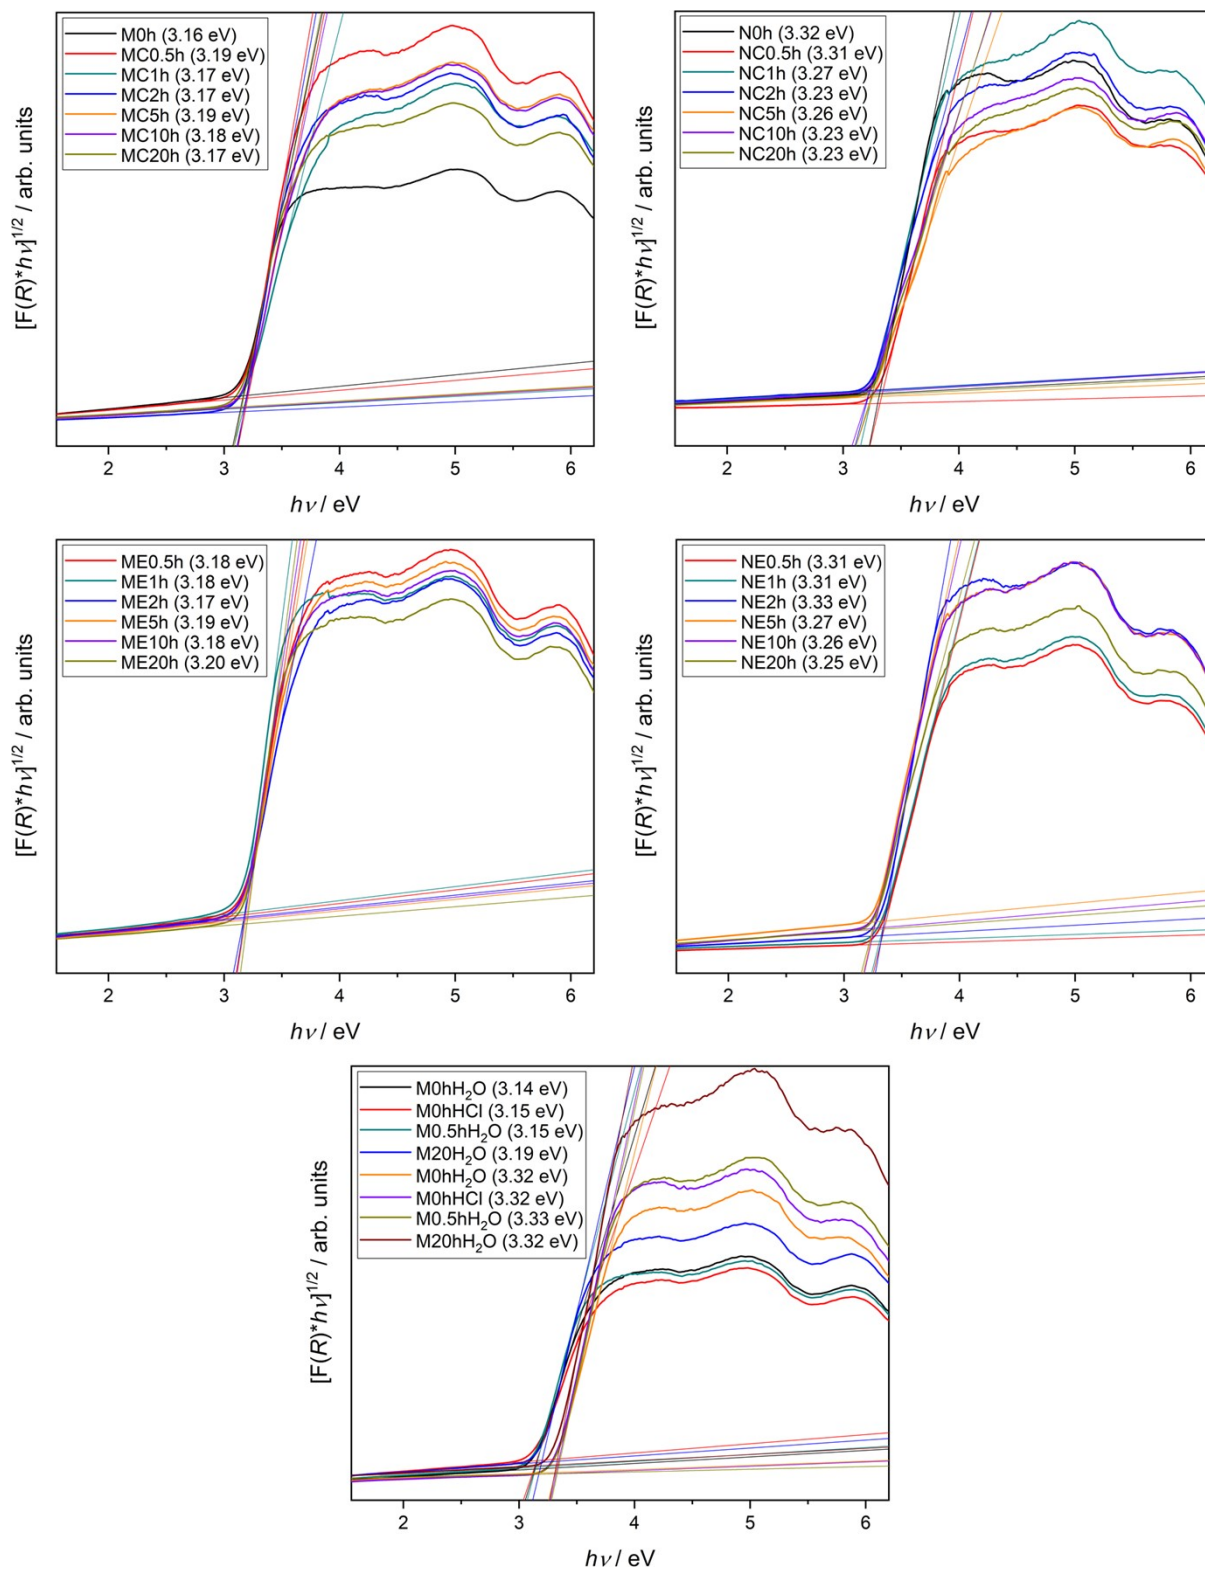 M0h (3.16 eV)
MC0.5h (3.19 eV)
MC1h (3.17 eV)
MC2h (3.17 eV)
MC5h (3.19 eV)
MC10h (3.18 eV)
MC20h (3.17 eV)
[F(R)*hν]^1/2 / arb. units
2 3 4 5 6
hν / eV
N0h (3.32 eV)
NC0.5h (3.31 eV)
NC1h (3.27 eV)
NC2h (3.23 eV)
NC5h (3.26 eV)
NC10h (3.23 eV)
NC20h (3.23 eV)
[F(R)*hν]^1/2 / arb. units
2 3 4 5 6
hν / eV
ME0.5h (3.18 eV)
ME1h (3.18 eV)
ME2h (3.17 eV)
ME5h (3.19 eV)
ME10h (3.18 eV)
ME20h (3.20 eV)
[F(R)*hν]^1/2 / arb. units
2 3 4 5 6
hν / eV
NE0.5h (3.31 eV)
NE1h (3.31 eV)
NE2h (3.33 eV)
NE5h (3.27 eV)
NE10h (3.26 eV)
NE20h (3.25 eV)
[F(R)*hν]^1/2 / arb. units
2 3 4 5 6
hν / eV
M0hH₂O (3.14 eV)
M0hHCl (3.15 eV)
M0.5hH₂O (3.15 eV)
M20H₂O (3.19 eV)
M0hH₂O (3.32 eV)
M0hHCl (3.32 eV)
M0.5hH₂O (3.33 eV)
M20hH₂O (3.32 eV)
[F(R)*hν]^1/2 / arb. units
2 3 4 5 6
hν / eV